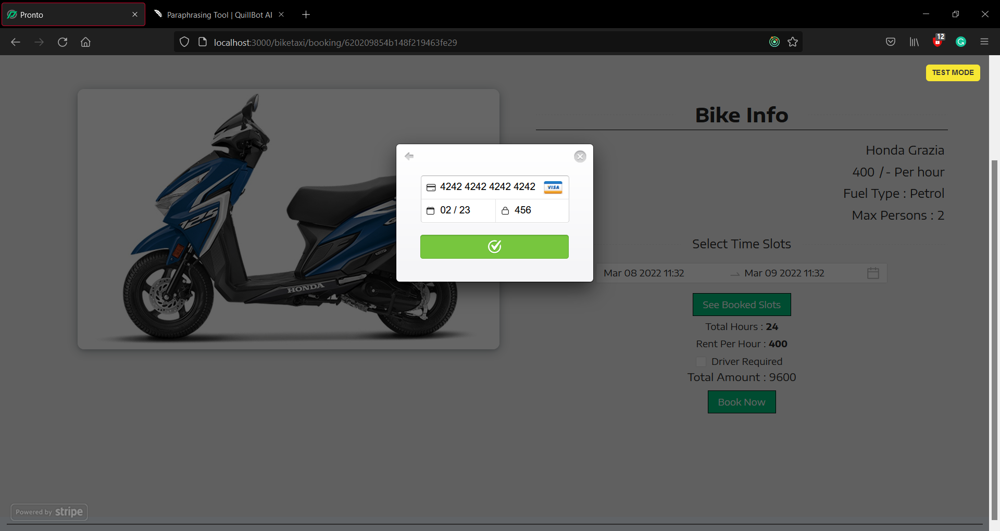 Pronto
Paraphrasing Tool | QuillBot AI
localhost:3000/biketaxi/booking/620209854b148f219463fe29
12
TEST MODE
Bike Info
Honda Grazia
400 /- Per hour
Fuel Type : Petrol
Max Persons : 2
4242 4242 4242 4242
VISA
02 / 23
456
125
HONDA
Select Time Slots
Mar 08 2022 11:32
Mar 09 2022 11:32
See Booked Slots
Total Hours : 24
Rent Per Hour : 400
Driver Required
Total Amount : 9600
Book Now
Powered by stripe